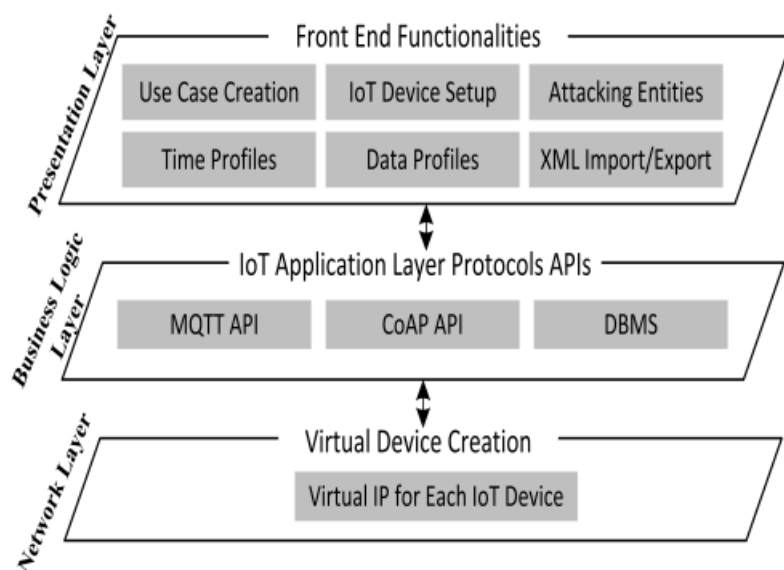 Presentation Layer
Front End Functionalities
Use Case Creation
IoT Device Setup
Attacking Entities
Time Profiles
Data Profiles
XML Import/Export
Business Logic
Layer
IoT Application Layer Protocols APIs
MQTT API
CoAP API
DBMS
Network Layer
Virtual Device Creation
Virtual IP for Each IoT Device